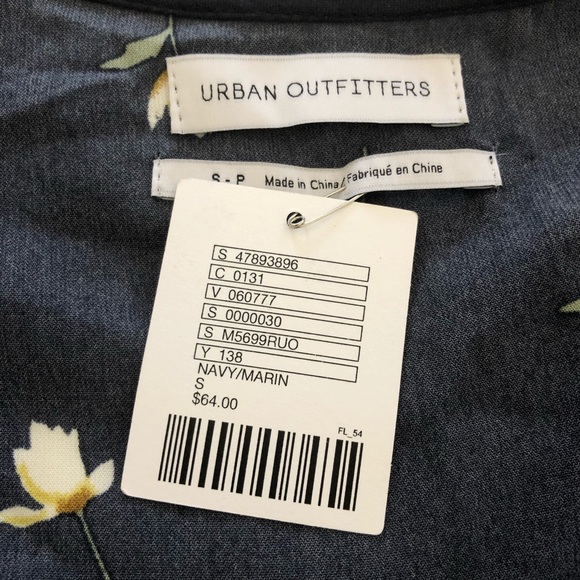 URBAN OUTFITTERS
S - P Made in China / Fabriqué en Chine
S 47893896
C 0131
V 060777
S 0000030
S M5699RUO
Y 138
NAVY/MARIN
S
$64.00
FL_54